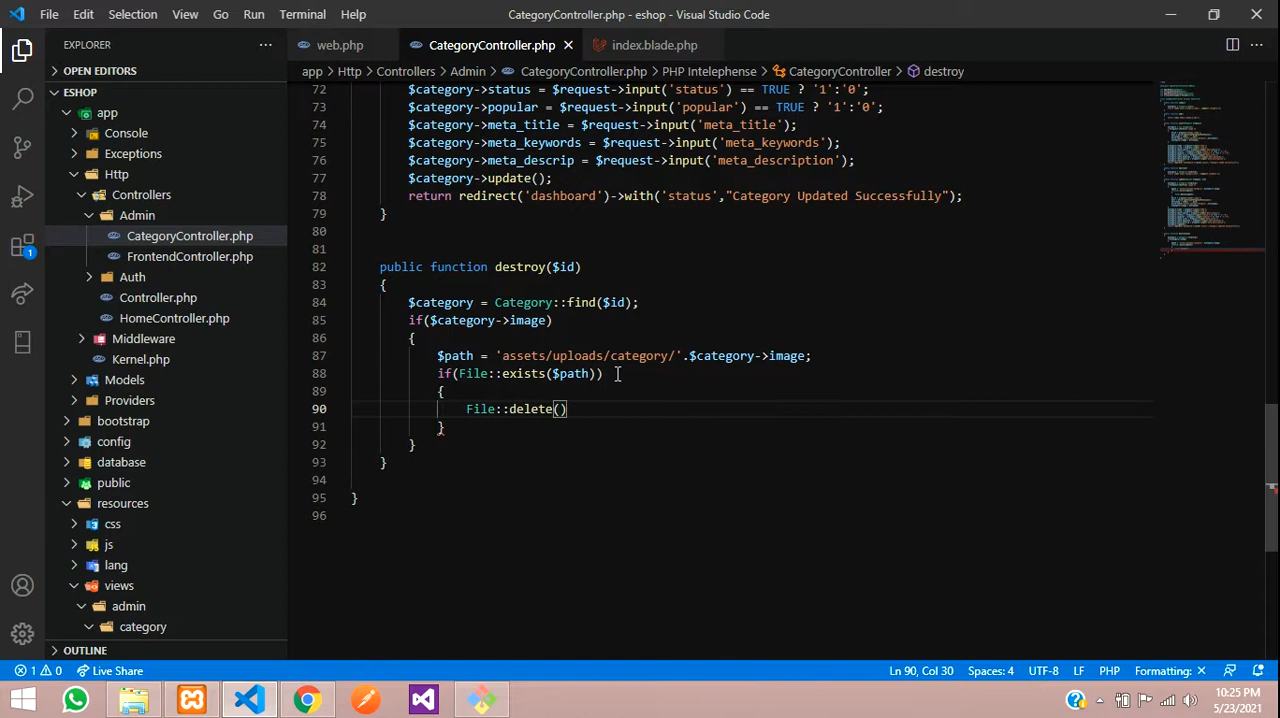 File Edit Selection View Go Run Terminal Help CategoryController.php - eshop - Visual Studio Code
EXPLORER ... web.php CategoryController.php × index.blade.php ...
OPEN EDITORS
app > Http > Controllers > Admin > CategoryController.php > PHP Intelephense > CategoryController > destroy
ESHOP
app
Console
Exceptions
Http
Controllers
Admin
CategoryController.php
FrontendController.php
Auth
Controller.php
HomeController.php
Middleware
Kernel.php
Models
Providers
bootstrap
config
database
public
resources
css
js
lang
views
admin
category
OUTLINE
72 $category->status = $request->input('status') == TRUE ? '1':'0';
73 $category->popular = $request->input('popular') == TRUE ? '1':'0';
74 $category->meta_title = $request->input('meta_title');
75 $category->meta_keywords = $request->input('meta_keywords');
76 $category->meta_descrip = $request->input('meta_description');
77 $category->update();
78 return redirect('dashboard')->with('status',"Category Updated Successfully");
79 }
80
81
82 public function destroy($id)
83 {
84 $category = Category::find($id);
85 if($category->image)
86 {
87 $path = 'assets/uploads/category/'.$category->image;
88 if(File::exists($path))
89 {
90 File::delete()
91 }
92 }
93 }
94
95 }
96
1 0 Live Share Ln 90, Col 30 Spaces: 4 UTF-8 LF PHP Formatting: ×
10:25 PM
5/23/2021